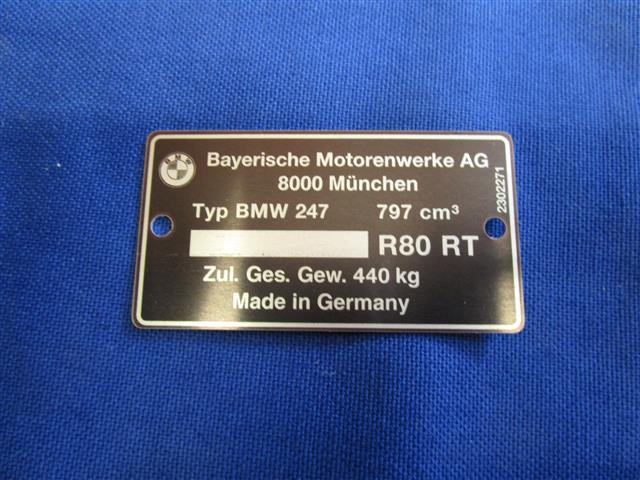 BMW
Bayerische Motorenwerke AG
8000 München
Typ BMW 247 797 cm³
R80 RT
Zul. Ges. Gew. 440 kg
Made in Germany
2302271